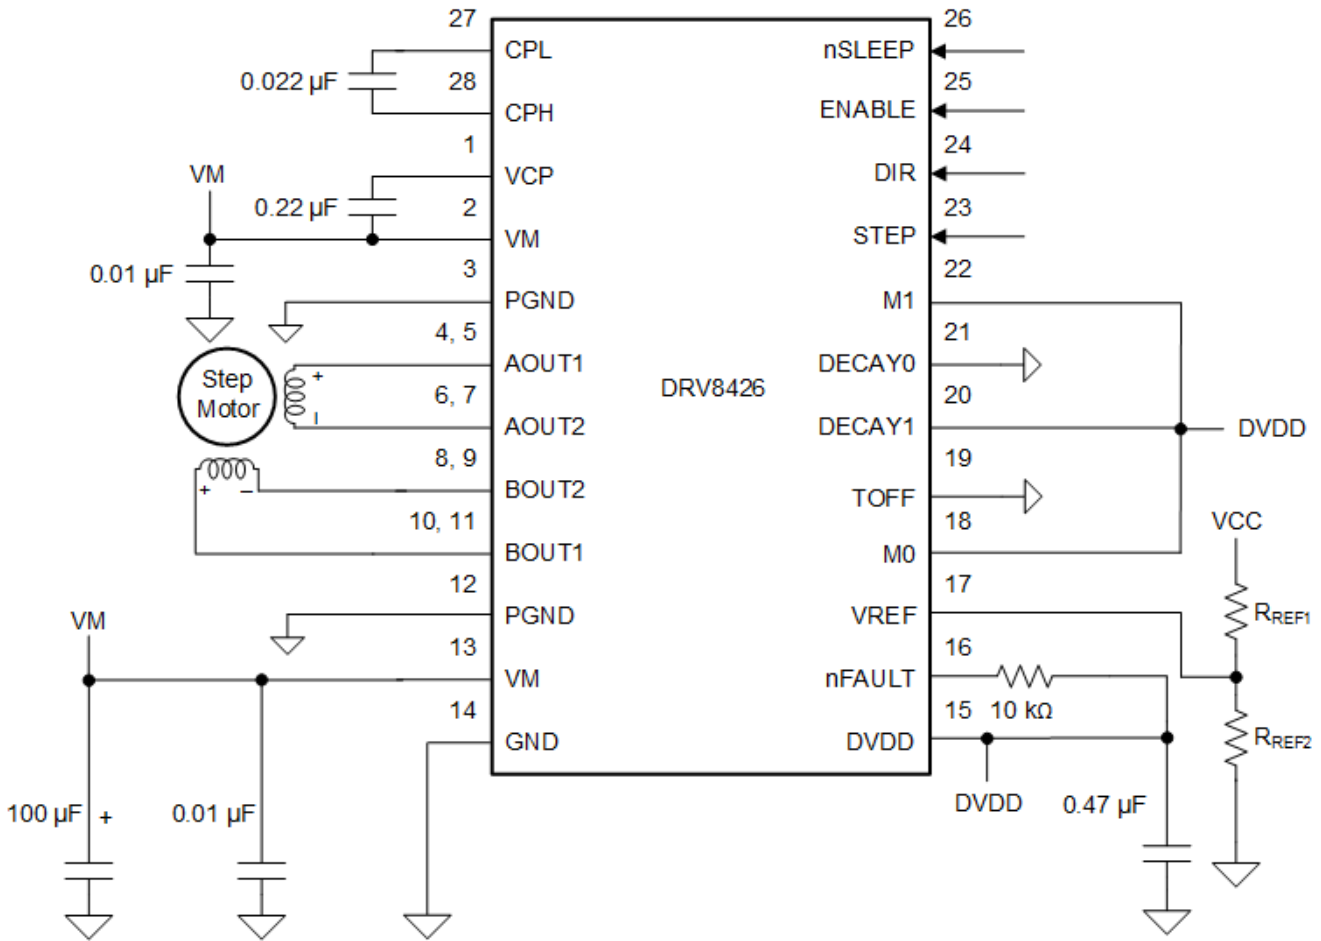 27
CPL
0.022 µF
28
CPH
1
VM
VCP
0.22 µF
2
VM
0.01 µF
3
PGND
4, 5
AOUT1
Step
Motor
+
–
6, 7
AOUT2
8, 9
+
–
BOUT2
10, 11
BOUT1
12
PGND
VM
13
VM
14
GND
100 µF +
0.01 µF
DRV8426
26
nSLEEP
25
ENABLE
24
DIR
23
STEP
22
M1
21
DECAY0
20
DECAY1
DVDD
19
TOFF
18
VCC
M0
17
VREF
RREF1
16
nFAULT
10 kΩ
15
DVDD
RREF2
DVDD
0.47 µF